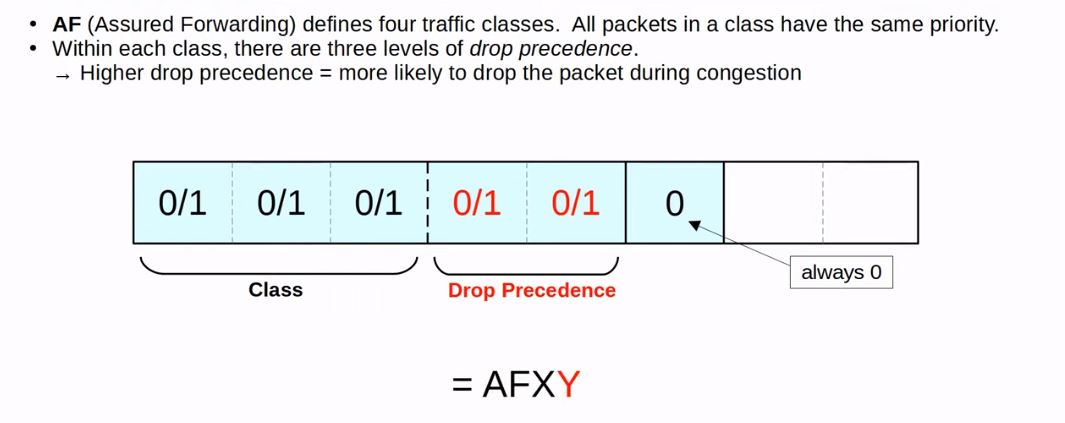 • AF (Assured Forwarding) defines four traffic classes.  All packets in a class have the same priority.
• Within each class, there are three levels of drop precedence.
→ Higher drop precedence = more likely to drop the packet during congestion
0/1 0/1 0/1 0/1 0/1 0
always 0
Class Drop Precedence
= AFXY